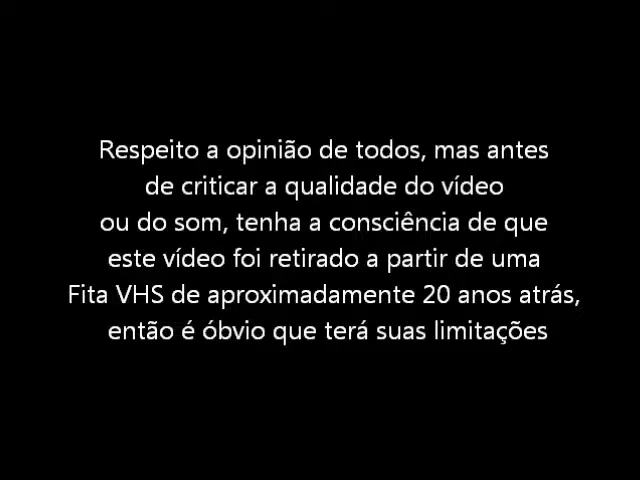 Respeito a opinião de todos, mas antes
de criticar a qualidade do vídeo
ou do som, tenha a consciência de que
este vídeo foi retirado a partir de uma
Fita VHS de aproximadamente 20 anos atrás,
então é óbvio que terá suas limitações